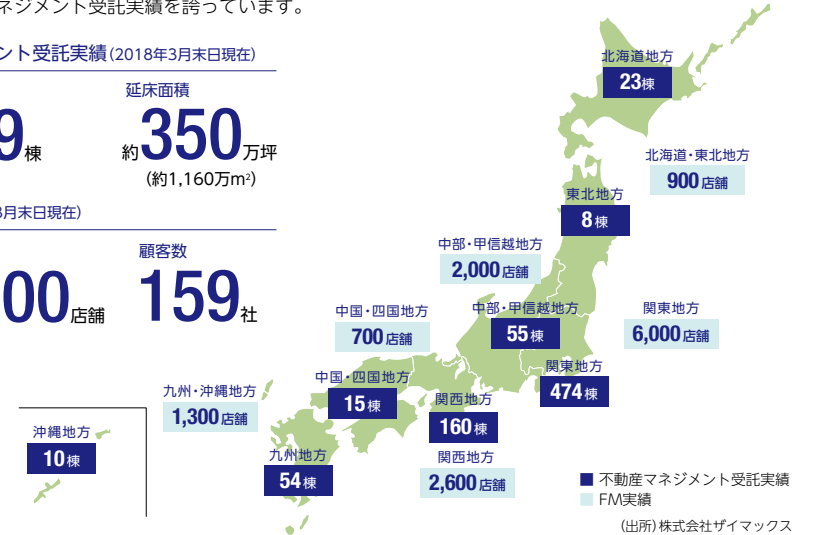 ネジメント受託実績を誇っています。
ント受託実績(2018年3月末日現在)
延床面積
9棟
約350万坪
(約1,160万m²)
月末日現在)
顧客数
00店舗
159社
北海道地方
23棟
北海道・東北地方
900店舗
東北地方
8棟
中部・甲信越地方
2,000店舗
中部・甲信越地方
55棟
関東地方
6,000店舗
関東地方
474棟
中国・四国地方
700店舗
中国・四国地方
15棟
関西地方
160棟
関西地方
2,600店舗
九州・沖縄地方
1,300店舗
九州地方
54棟
沖縄地方
10棟
不動産マネジメント受託実績
FM実績
(出所)株式会社ザイマックス